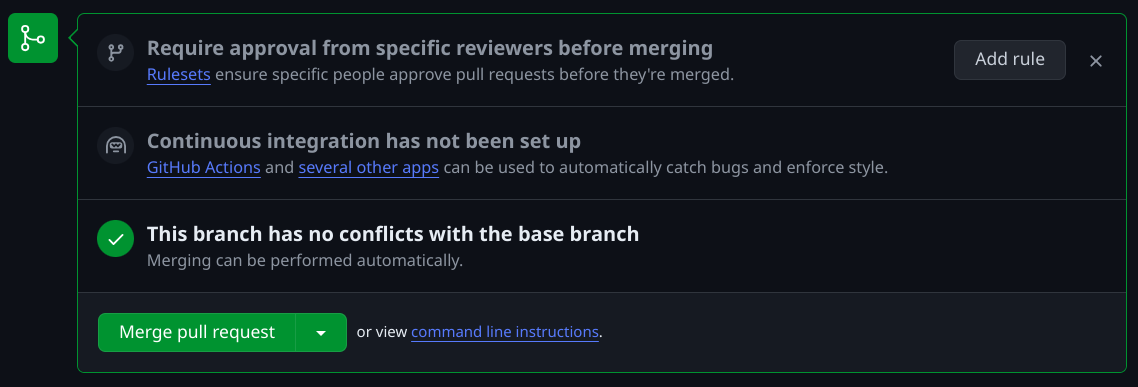 Require approval from specific reviewers before merging
Add rule
Rulesets ensure specific people approve pull requests before they're merged.
Continuous integration has not been set up
GitHub Actions and several other apps can be used to automatically catch bugs and enforce style.
This branch has no conflicts with the base branch
Merging can be performed automatically.
Merge pull request
or view command line instructions.